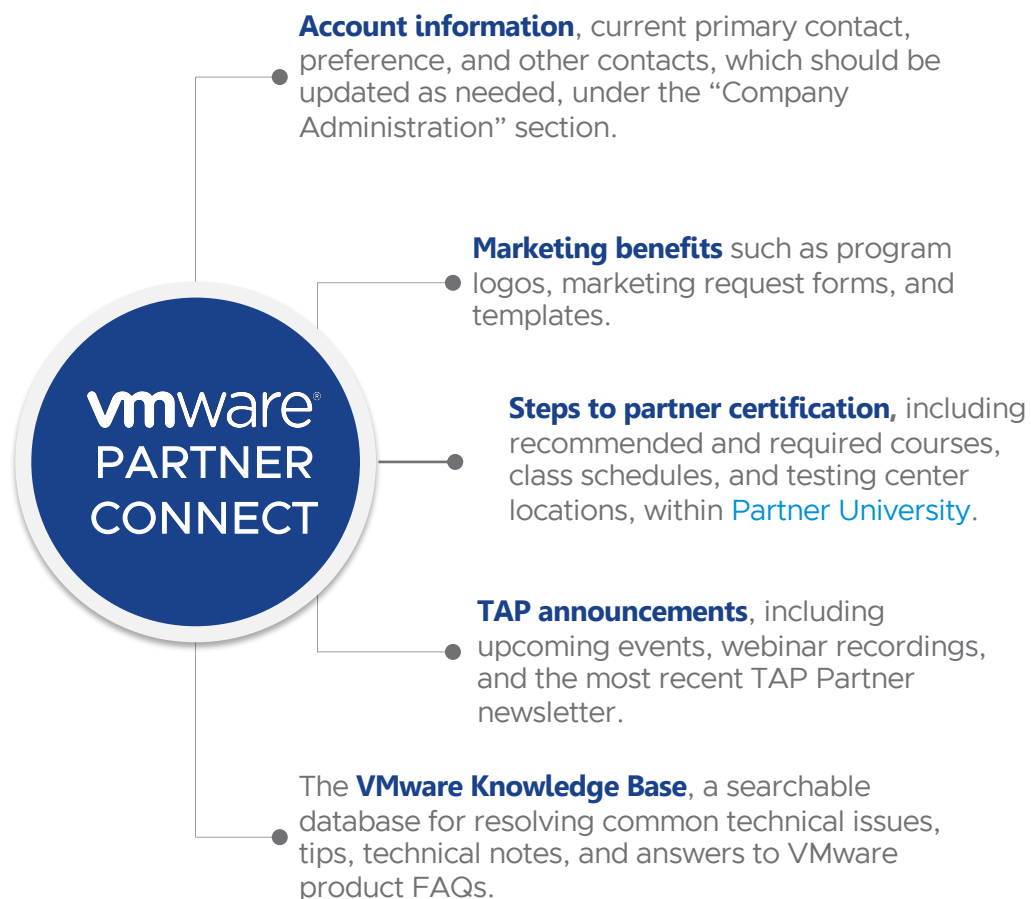 Account information, current primary contact,
preference, and other contacts, which should be
updated as needed, under the “Company
Administration” section.
Marketing benefits such as program
logos, marketing request forms, and
templates.
vmware®
PARTNER
CONNECT
Steps to partner certification, including
recommended and required courses,
class schedules, and testing center
locations, within Partner University.
TAP announcements, including
upcoming events, webinar recordings,
and the most recent TAP Partner
newsletter.
The VMware Knowledge Base, a searchable
database for resolving common technical issues,
tips, technical notes, and answers to VMware
product FAQs.